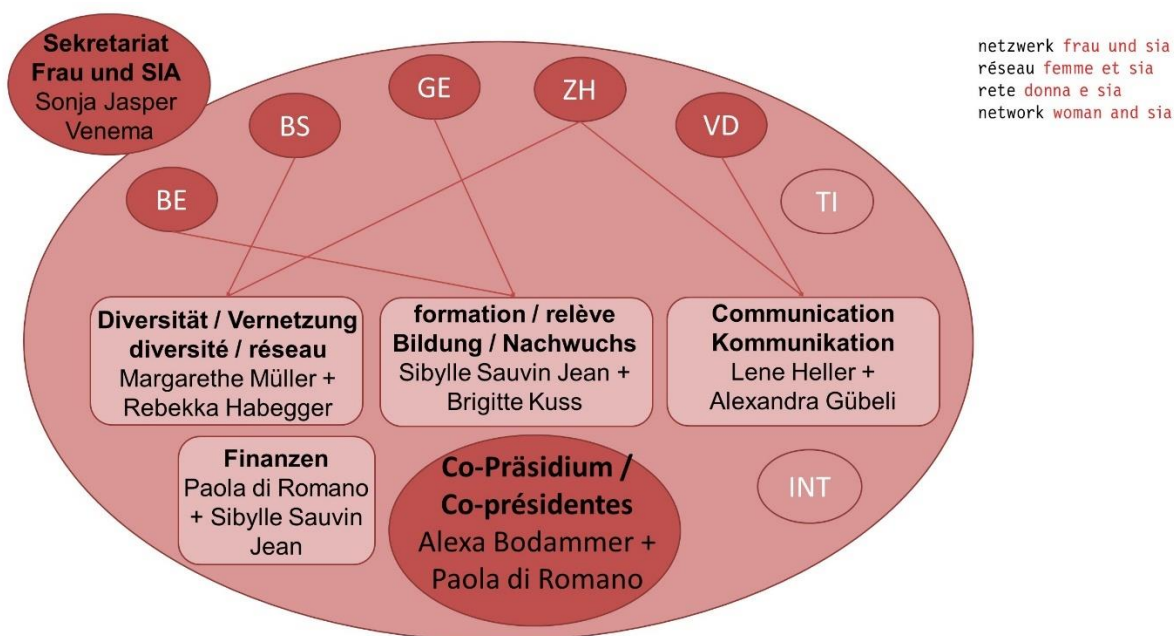 Sekretariat
Frau und SIA
Sonja Jasper
Venema
netzwerk frau und sia
réseau femme et sia
rete donna e sia
network woman and sia
BE
BS
GE
ZH
VD
TI
Diversität / Vernetzung
diversité / réseau
Margarethe Müller +
Rebekka Habegger
formation / relève
Bildung / Nachwuchs
Sibylle Sauvin Jean +
Brigitte Kuss
Communication
Kommunikation
Lene Heller +
Alexandra Gübeli
Finanzen
Paola di Romano
+ Sibylle Sauvin
Jean
Co-Präsidium /
Co-présidentes
Alexa Bodammer +
Paola di Romano
INT